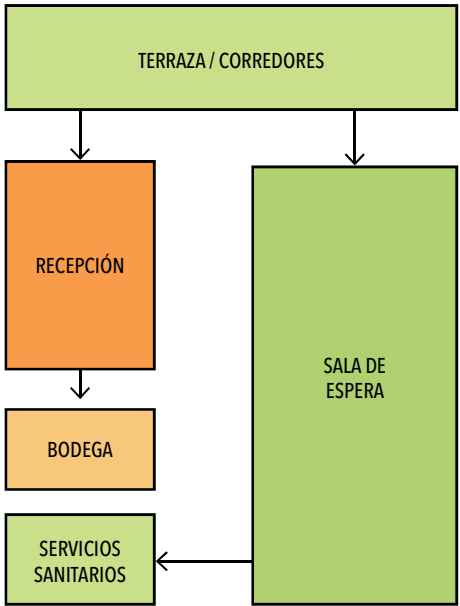 TERRAZA / CORREDORES
RECEPCIÓN
SALA DE
ESPERA
BODEGA
SERVICIOS
SANITARIOS